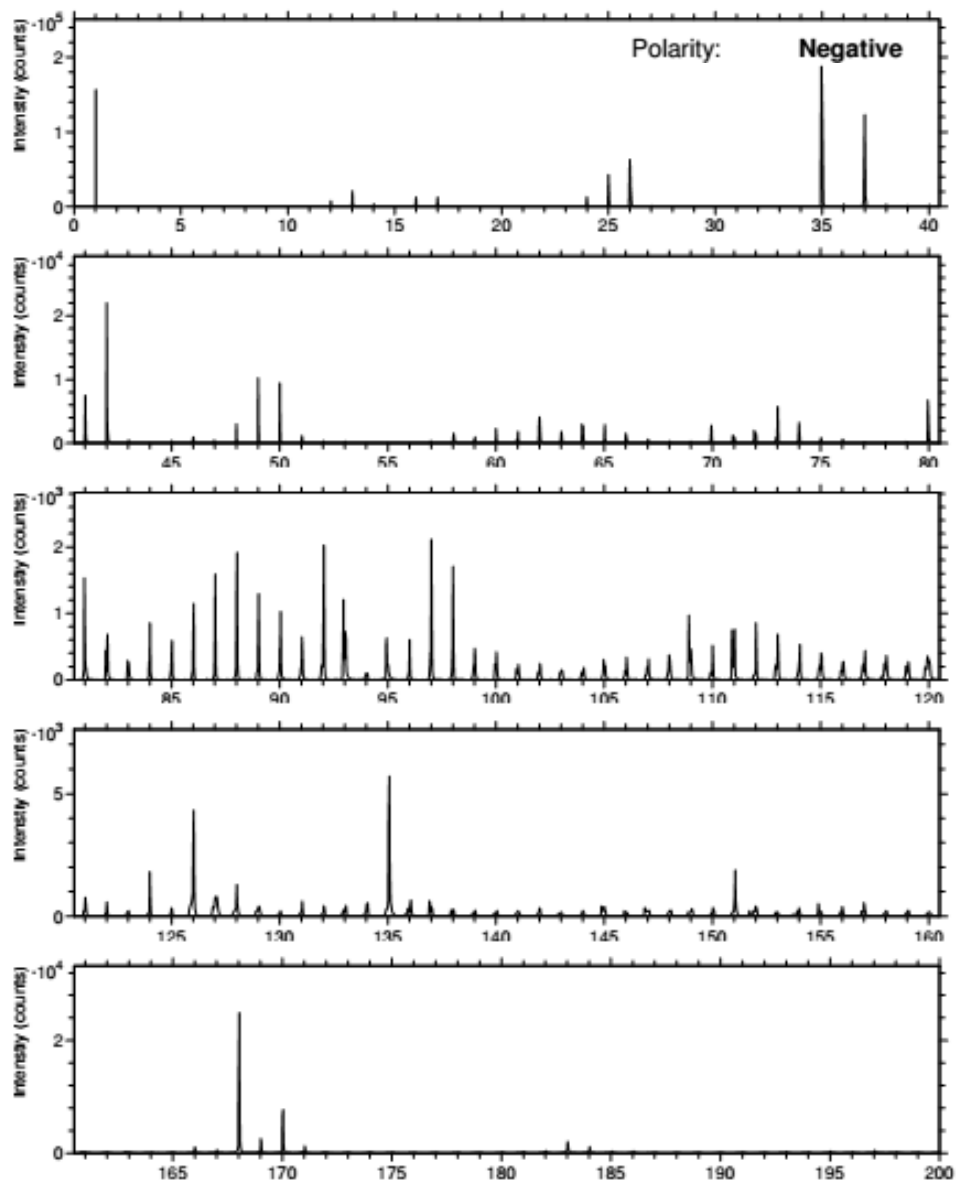 Intensity (counts) ·10⁵
2
1
0
Polarity: Negative
0 5 10 15 20 25 30 35 40
Intensity (counts) ·10⁴
2
1
0
45 50 55 60 65 70 75 80
Intensity (counts) ·10³
2
1
0
85 90 95 100 105 110 115 120
Intensity (counts) ·10³
5
0
125 130 135 140 145 150 155 160
Intensity (counts) ·10⁴
2
0
165 170 175 180 185 190 195 200